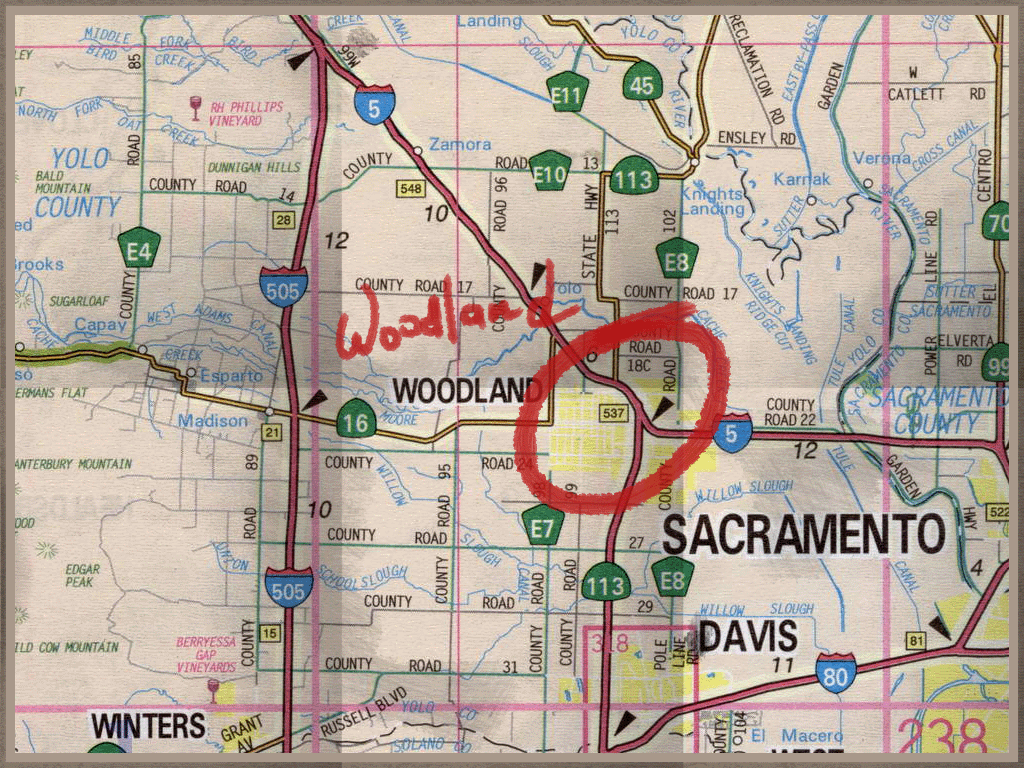 Landing
CREEK
CANAL
SLOUGH
YOLO CO
RECLAMATION RD
EAST BY-PASS
GARDEN
MIDDLE FORK
BIRD CREEK
BIRD
85
99W
5
E11
45
RIVER
W
CATLETT RD
NORTH FORK
OAT CREEK
RH PHILLIPS
VINEYARD
ENSLEY RD
CROSS CANAL
YOLO
COUNTY
ROAD
BALD
MOUNTAIN
DUNNIGAN HILLS
COUNTY
Zamora
ROAD
E10
13
113
Verona
CENTRO
COUNTY ROAD
14
548
ROAD 96
HWY
113
102
Knights
Landing
Karnak
SUTTER
SACRAMENTO
RIVER
28
10
70
E4
12
STATE
E8
LINE RD
Brooks
505
COUNTY ROAD 17
Yolo
COUNTY ROAD 17
KNIGHTS LANDING
RIDGE CUT
CANAL
SUTTER
SACRAMENTO
CO
CO
EL
SUGARLOAF
COUNTY
WEST ADAMS
CANAL
Woodland
COUNTY
CACHE
Capay
CACHE
CREEK
COUNTY
ROAD
18C
ROAD
TULE
YOLO CO
SACRAMENTO
POWER
ELVERTA
RD
99
Esparto
WOODLAND
SACRAMENTO
COUNTY
Madison
16
MOORE
537
COUNTY
ROAD 22
21
5
12
ANTERBURY MOUNTAIN
89
COUNTY
WILLOW
95
ROAD 24
98
99
COUNTY
WILLOW SLOUGH
TULE
GARDEN
HWY
522
10
ROAD
COUNTY
ROAD
E7
SACRAMENTO
27
EDGAR
PEAK
UNION
SCHOOL SLOUGH
SLOUGH
CANAL
505
COUNTY
COUNTY
ROAD
ROAD
ROAD
113
E8
29
CANAL
4
15
COUNTY
WILLOW SLOUGH
ILD COW MOUNTAIN
BERRYESSA
GAP
VINEYARDS
318
POLE
LINE
RD
DAVIS
81
COUNTY ROAD 31
COUNTY
COUNTY
11
80
WINTERS
GRANT
AV
RUSSELL BLVD
YOLO CO
SOLANO CO
COUNTY
104
El Macero
238